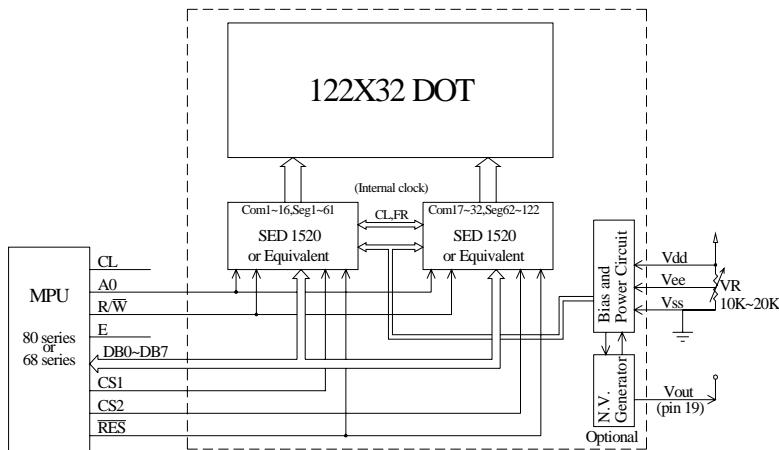 122X32 DOT
(Internal clock)
Com1~16,Seg1~61
CL,FR
Com17~32,Seg62~122
SED 1520
or Equivalent
SED 1520
or Equivalent
MPU
80 series
or
68 series
CL
A0
R/W̅
E
DB0~DB7
CS1
CS2
R̅E̅S̅
Bias and
Power Circuit
Vdd
Vee
Vss
VR
10K~20K
N.V.
Generator
Optional
Vout
(pin 19)